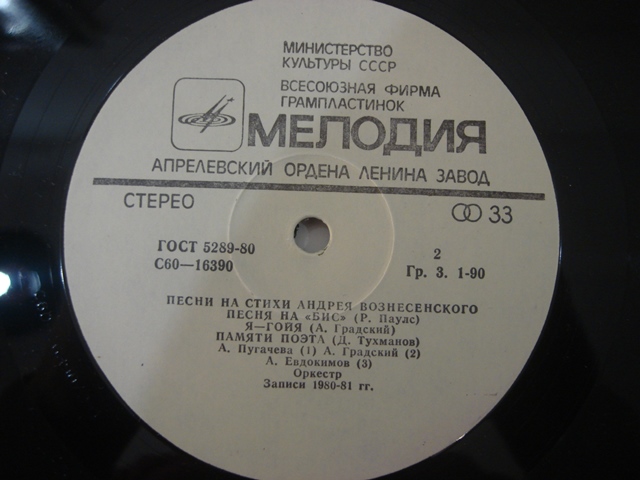 МИНИСТЕРСТВО
КУЛЬТУРЫ СССР
ВСЕСОЮЗНАЯ ФИРМА
ГРАМПЛАСТИНОК
МЕЛОДИЯ
АПРЕЛЕВСКИЙ ОРДЕНА ЛЕНИНА ЗАВОД
СТЕРЕО 33
ГОСТ 5289-80 2
С60—16390 Гр. 3. 1-90
ПЕСНИ НА СТИХИ АНДРЕЯ ВОЗНЕСЕНСКОГО
ПЕСНЯ НА «БИС» (Р. Паулс)
Я—ГОЙЯ (А. Градский)
ПАМЯТИ ПОЭТА (Д. Тухманов)
А. Пугачева (1) А. Градский (2)
А. Евдокимов (3)
Оркестр
Записи 1980-81 гг.